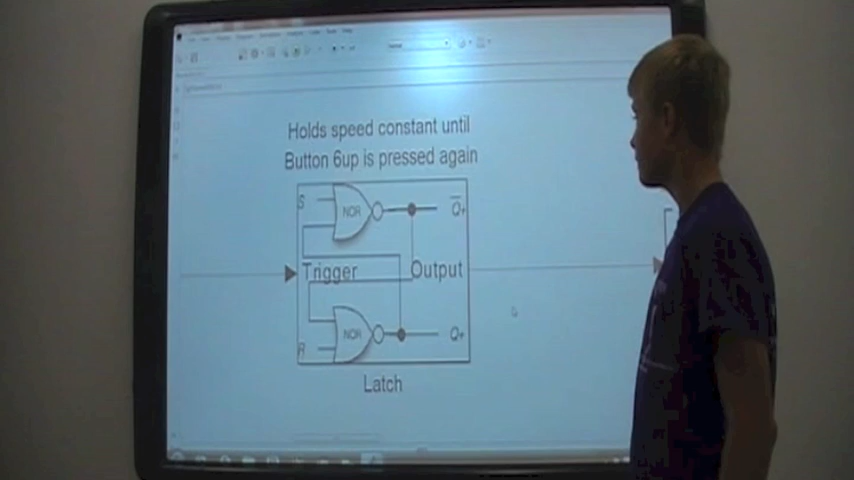 Holds speed constant until
Button 6up is pressed again
S NOR Q+
Trigger Output
R NOR Q+
Latch